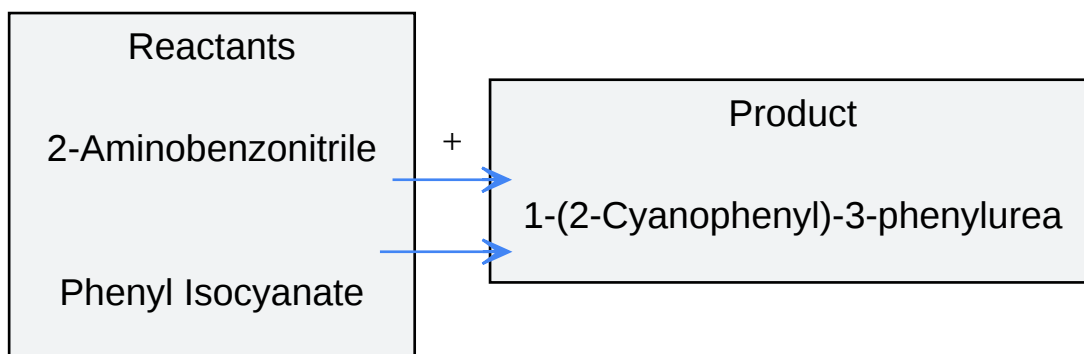 Reactants
2-Aminobenzonitrile
Phenyl Isocyanate
+
Product
1-(2-Cyanophenyl)-3-phenylurea